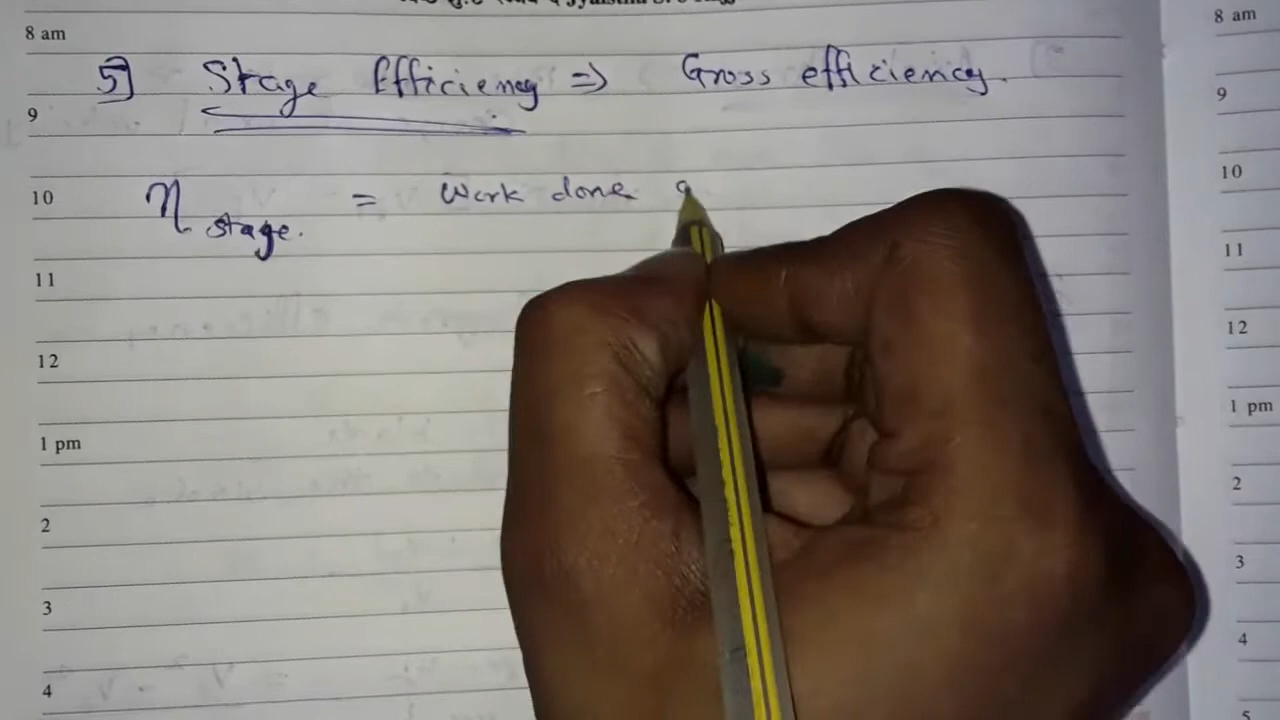 8 am
8 am
5] Stage Efficiency => Gross efficiency.
9
9
10
η stage. = Work done
10
11
11
12
12
1 pm
1 pm
2
2
3
3
4
4
5